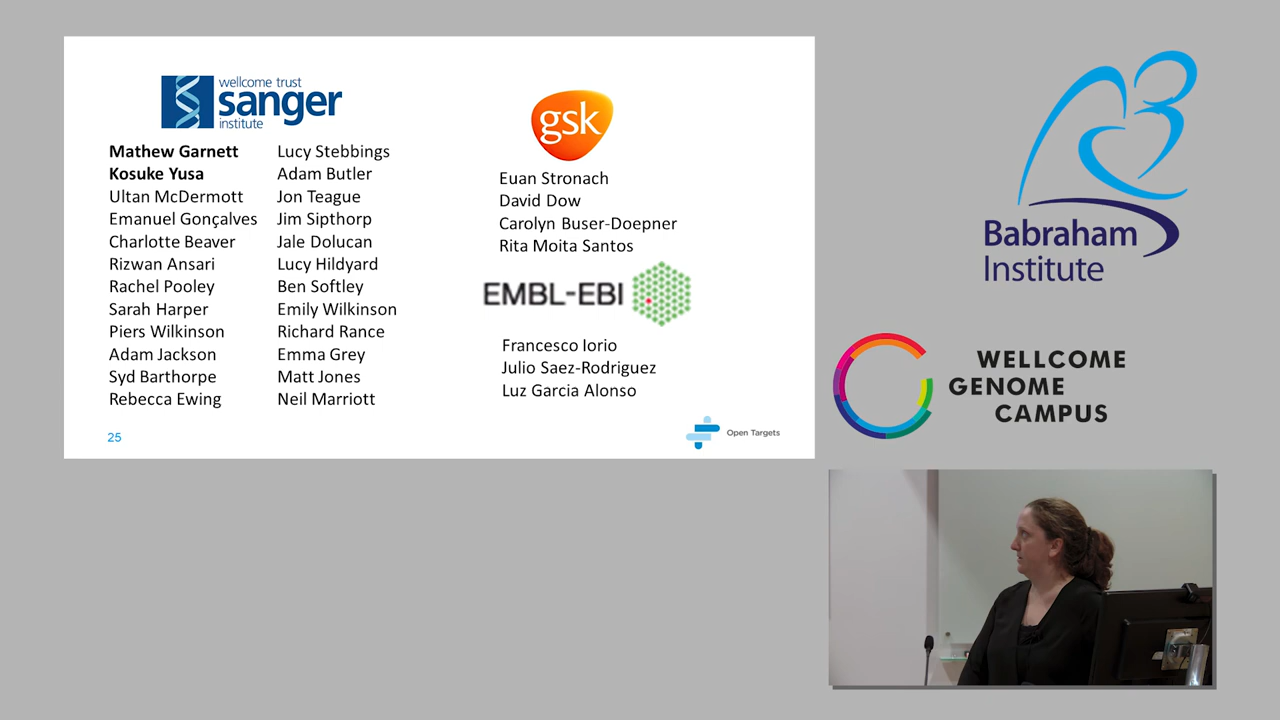 wellcome trust
sanger
institute
Mathew Garnett
Kosuke Yusa
Ultan McDermott
Emanuel Gonçalves
Charlotte Beaver
Rizwan Ansari
Rachel Pooley
Sarah Harper
Piers Wilkinson
Adam Jackson
Syd Barthorpe
Rebecca Ewing
Lucy Stebbings
Adam Butler
Jon Teague
Jim Sipthorp
Jale Dolucan
Lucy Hildyard
Ben Softley
Emily Wilkinson
Richard Rance
Emma Grey
Matt Jones
Neil Marriott
gsk
Euan Stronach
David Dow
Carolyn Buser-Doepner
Rita Moita Santos
EMBL-EBI
Francesco Iorio
Julio Saez-Rodriguez
Luz Garcia Alonso
25
Open Targets
Babraham
Institute
WELLCOME
GENOME
CAMPUS